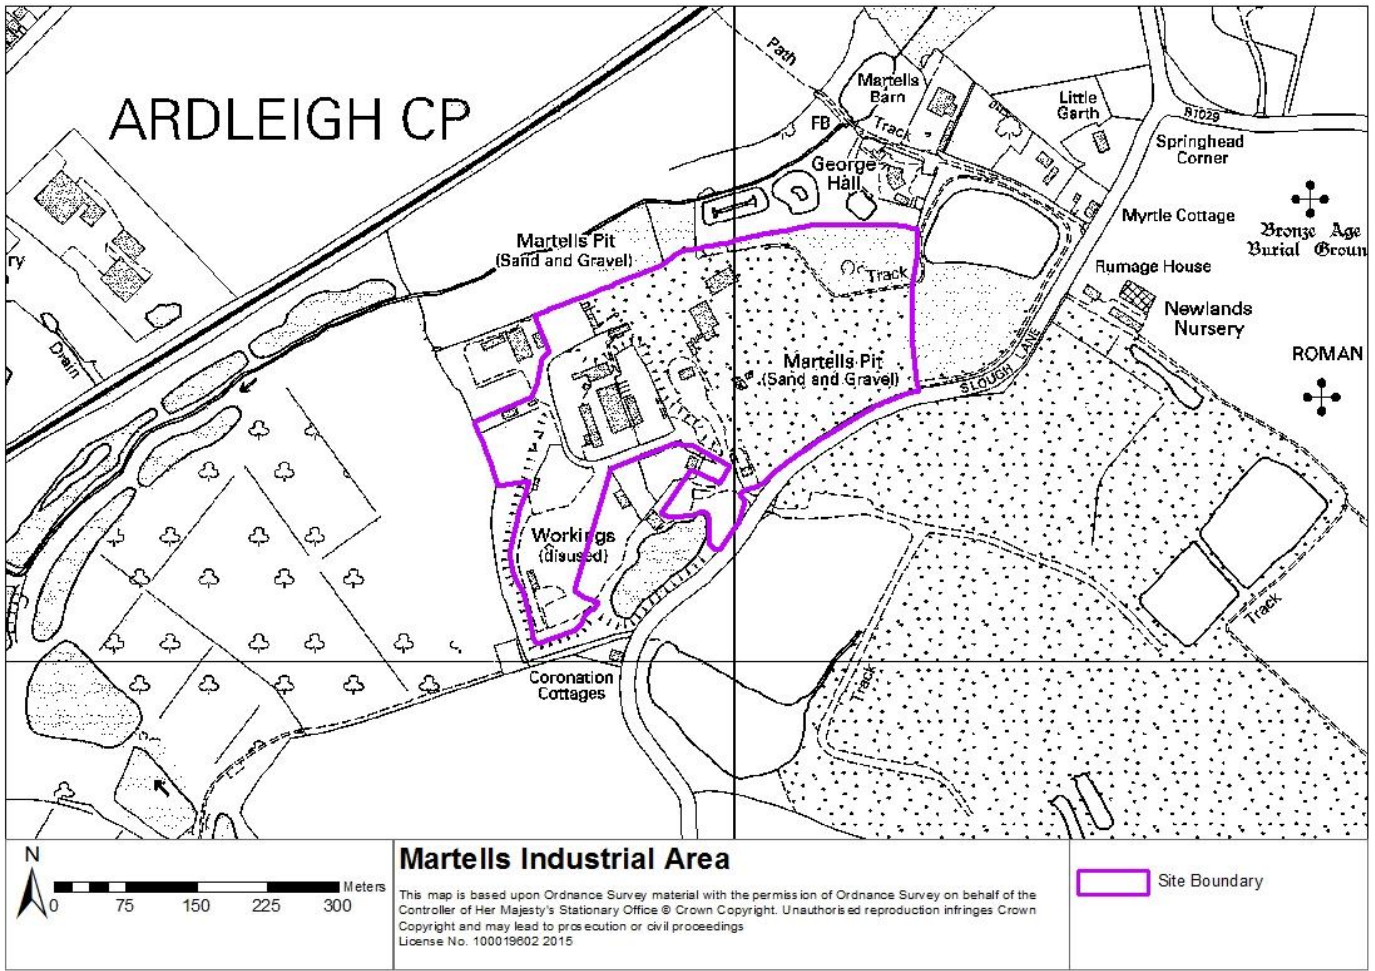 Path
ARDLEIGH CP
Martells
Barn
Little
Garth
B1029
FB
Track
Springhead
Corner
George
Hall
Myrtle Cottage
Bronze Age
Burial Groun
Martells Pit
(Sand and Gravel)
ry
Track
Rumage House
Newlands
Nursery
Drain
ROMAN
Martells Pit
(Sand and Gravel)
SLOUGH LANE
Workings
(disused)
Track
Coronation
Cottages
Track
N
Meters
0 75 150 225 300
Martells Industrial Area
This map is based upon Ordnance Survey material with the permission of Ordnance Survey on behalf of the
Controller of Her Majesty's Stationary Office © Crown Copyright. Unauthorised reproduction infringes Crown
Copyright and may lead to prosecution or civil proceedings
License No. 100019602 2015
Site Boundary